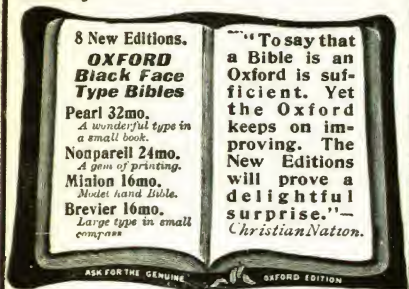 8 New Editions.
OXFORD
Black Face
Type Bibles
Pearl 32mo.
A wonderful type in
a small book.
Nonpareil 24mo.
A gem of printing.
Minion 16mo.
Model hand Bible.
Brevier 16mo.
Large type in small
compass
"To say that
a Bible is an
Oxford is suf-
ficient. Yet
the Oxford
keeps on im-
proving. The
New Editions
will prove a
delightful
surprise."—
Christian Nation.
ASK FOR THE GENUINE OXFORD EDITION